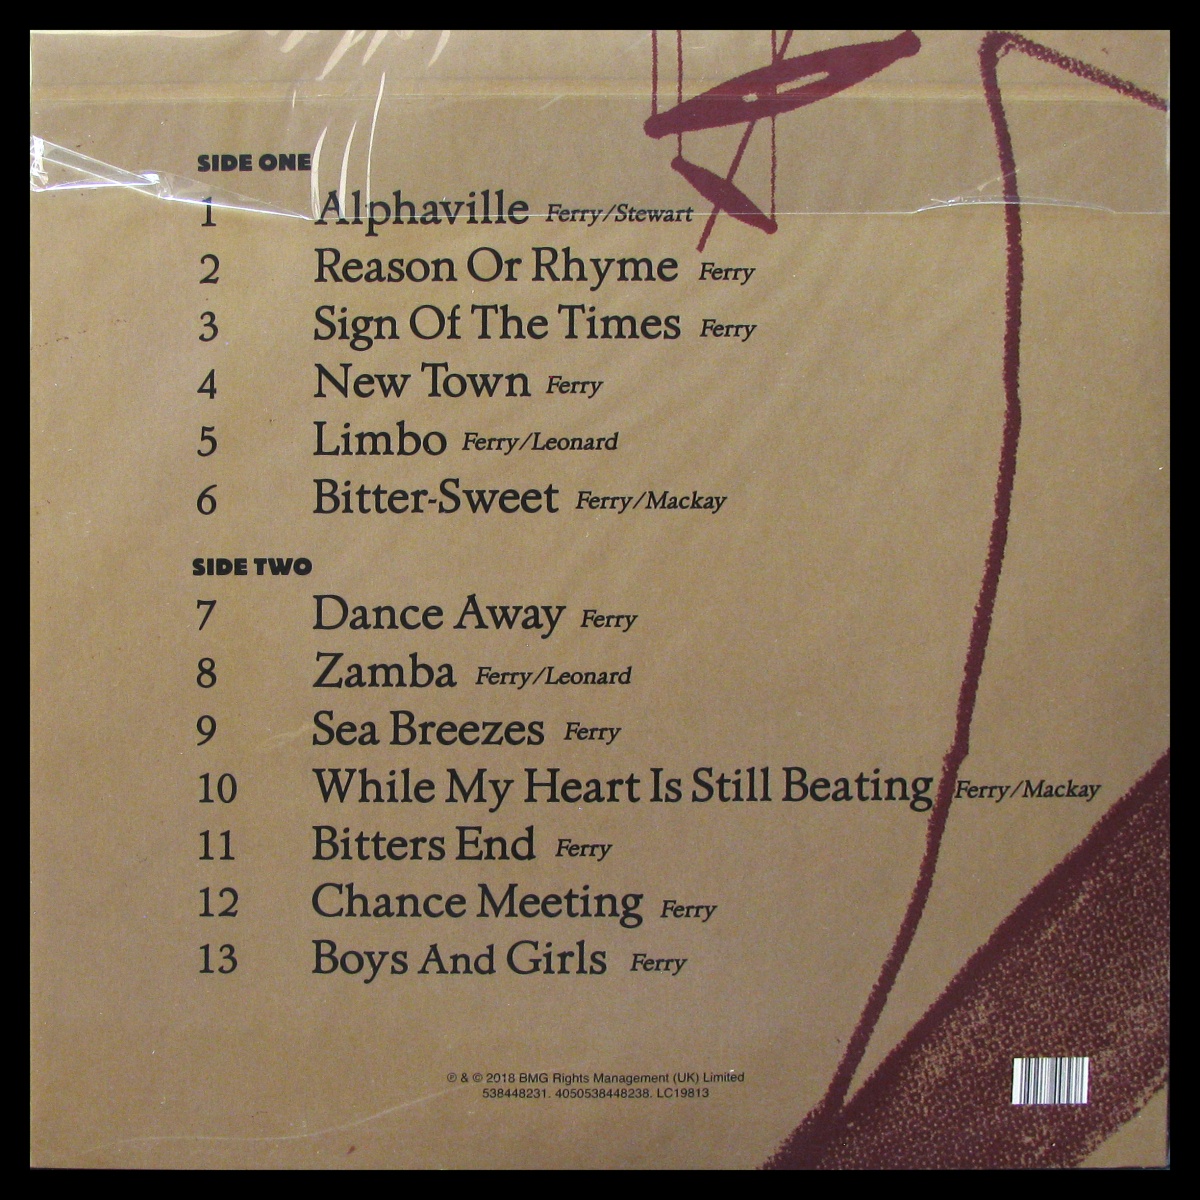 SIDE ONE
1 Alphaville Ferry/Stewart
2 Reason Or Rhyme Ferry
3 Sign Of The Times Ferry
4 New Town Ferry
5 Limbo Ferry/Leonard
6 Bitter-Sweet Ferry/Mackay
SIDE TWO
7 Dance Away Ferry
8 Zamba Ferry/Leonard
9 Sea Breezes Ferry
10 While My Heart Is Still Beating Ferry/Mackay
11 Bitters End Ferry
12 Chance Meeting Ferry
13 Boys And Girls Ferry
℗ & © 2018 BMG Rights Management (UK) Limited
538448231. 4050538448238. LC19813